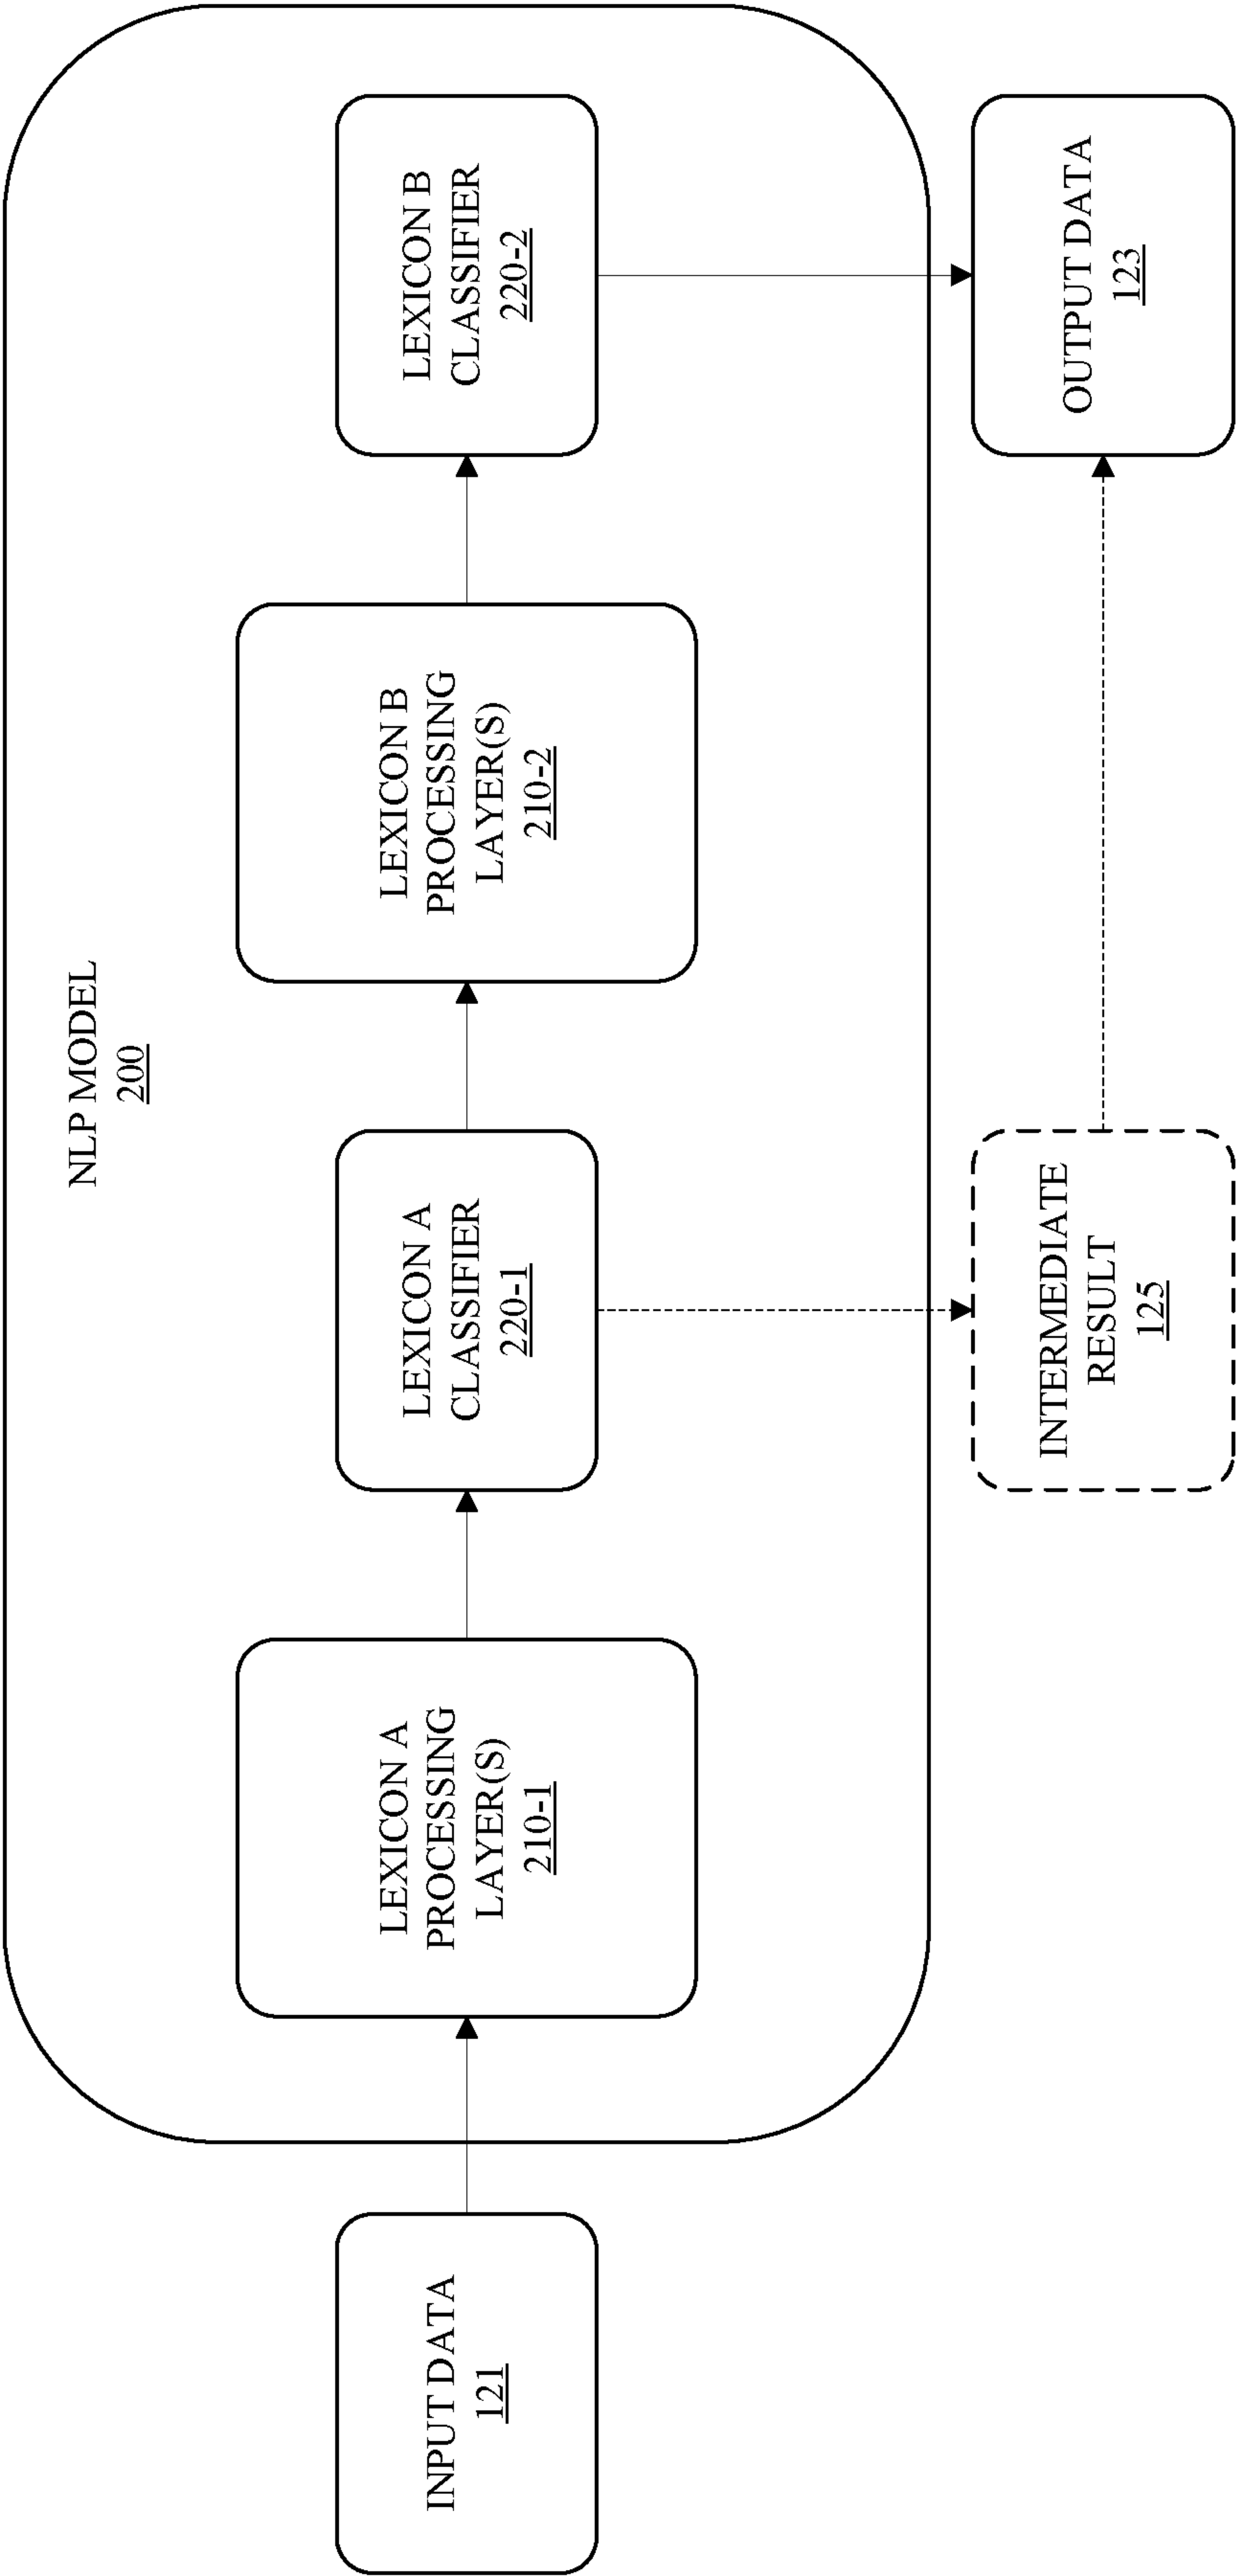 NLP MODEL
200
INPUT DATA
121
LEXICON A
PROCESSING
LAYER(S)
210-1
LEXICON A
CLASSIFIER
220-1
LEXICON B
PROCESSING
LAYER(S)
210-2
LEXICON B
CLASSIFIER
220-2
INTERMEDIATE
RESULT
125
OUTPUT DATA
123